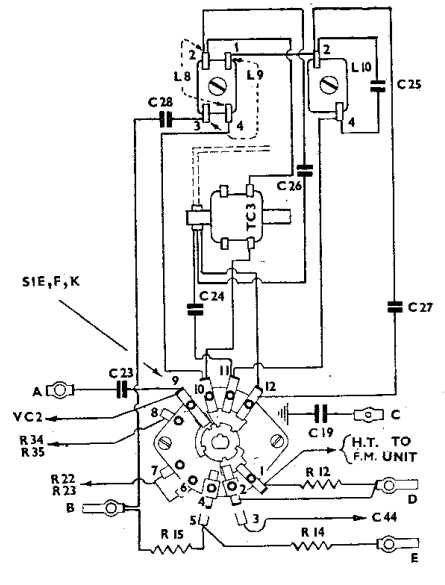 2 1 2
L8 L9 L10
C25
C28
3 4 4
C26
TC3
C24
C27
S1E,F,K
C23
A
9 10 11 12
VC2
8
C19
C
R34
R35
H.T. TO
F.M. UNIT
7
1
R22
R23
6
R12
4 2
D
B
5 3
C44
R15
R14
E